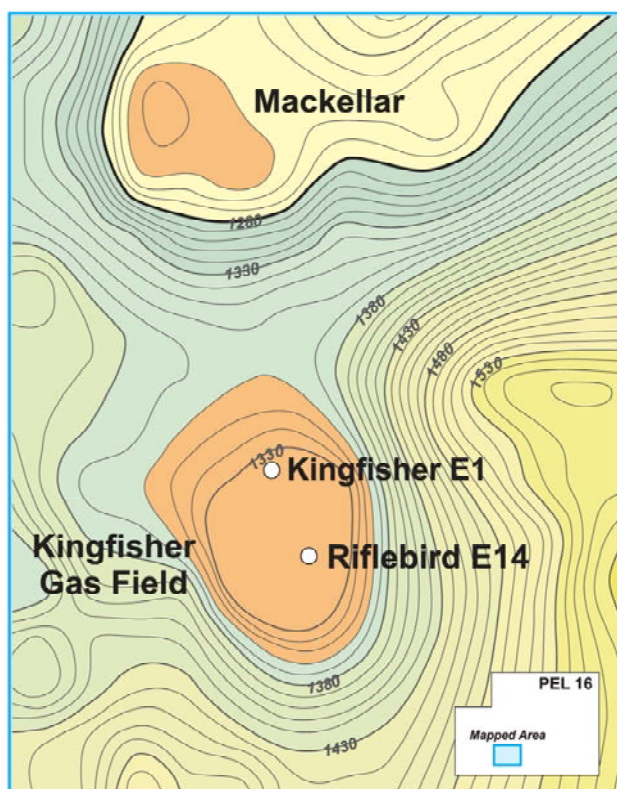 Mackellar
1280
1330
1380
1430
1480
1530
1330
Kingfisher E1
Kingfisher
Gas Field
Riflebird E14
1380
1430
PEL 16
Mapped Area